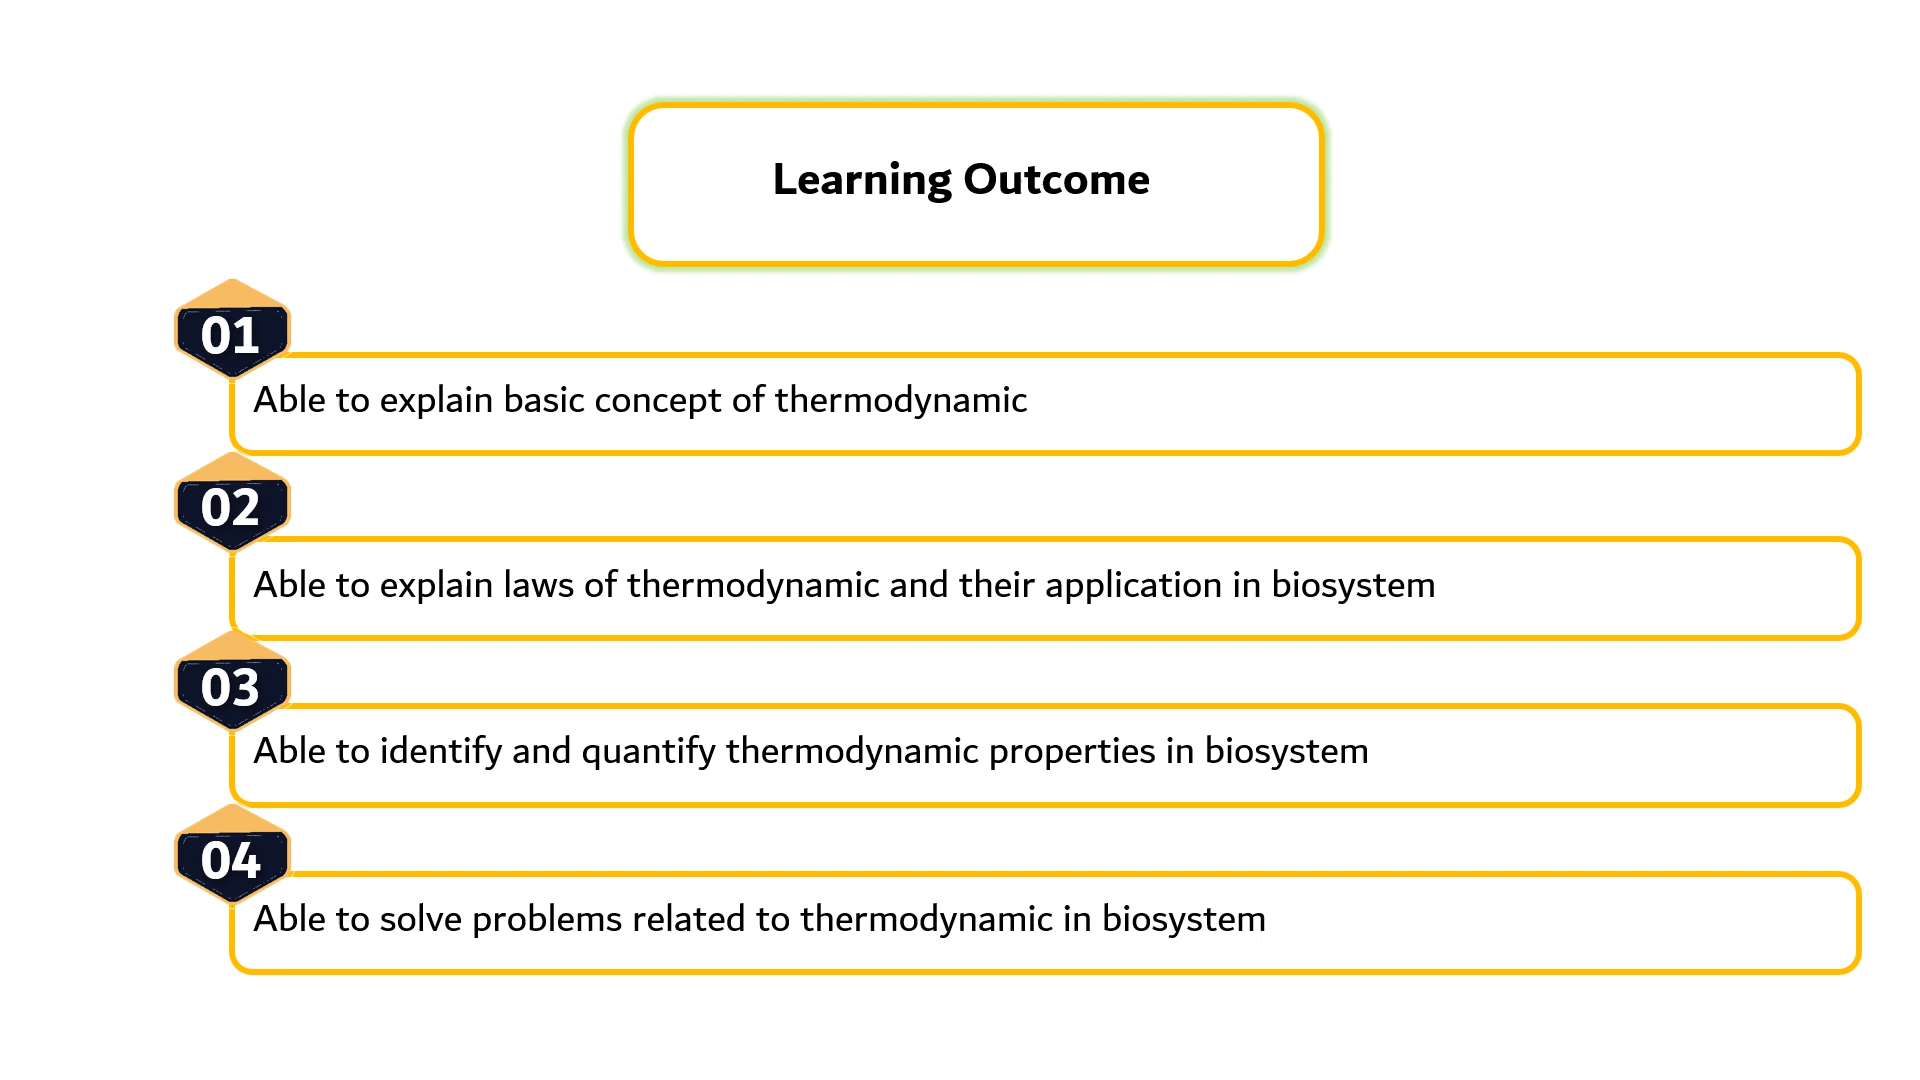 Learning Outcome
01
Able to explain basic concept of thermodynamic
02
Able to explain laws of thermodynamic and their application in biosystem
03
Able to identify and quantify thermodynamic properties in biosystem
04
Able to solve problems related to thermodynamic in biosystem